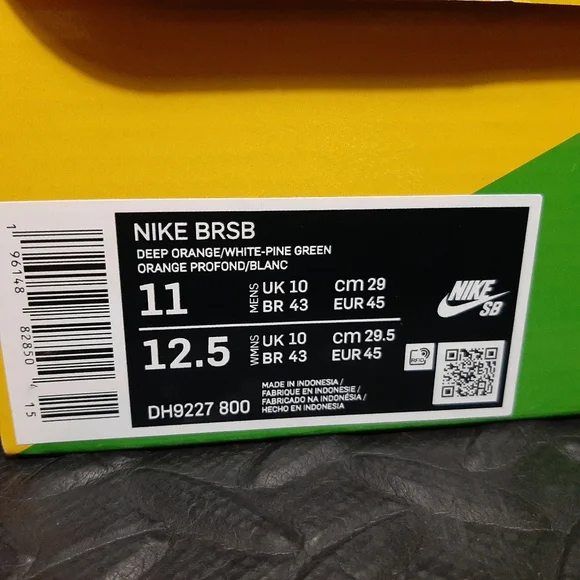 NIKE BRSB
DEEP ORANGE/WHITE-PINE GREEN
ORANGE PROFOND/BLANC
11 MENS UK 10 CM 29
BR 43 EUR 45
12.5 WMNS UK 10 CM 29.5
BR 43 EUR 45
DH9227 800
MADE IN INDONESIA /
FABRIQUE EN INDONESIE /
FABRICADO NA INDONÉSIA /
HECHO EN INDONESIA
NIKE
SB
RFID
1 96148 82850 15